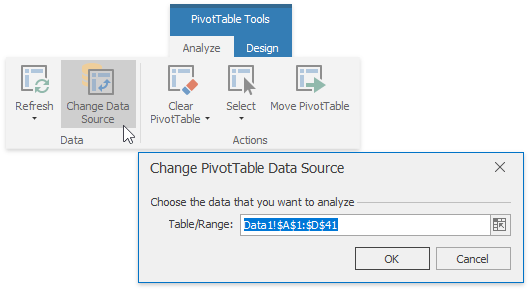 PivotTable Tools
Analyze Design
Refresh
Change Data
Source
Clear
PivotTable
Select
Move PivotTable
Data
Actions
Change PivotTable Data Source
Choose the data that you want to analyze
Table/Range: Data1!$A$1:$D$41
OK Cancel